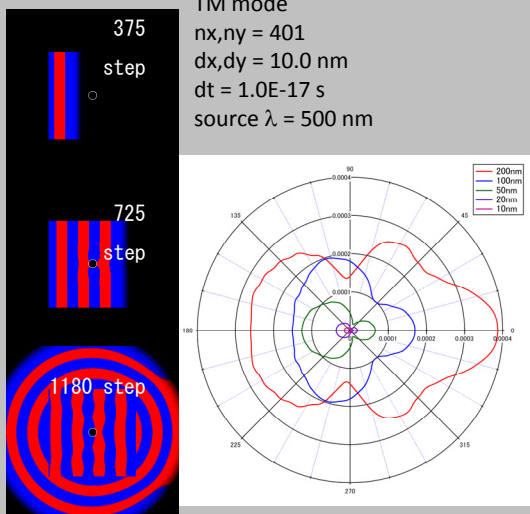 TM mode
nx,ny = 401
dx,dy = 10.0 nm
dt = 1.0E-17 s
source λ = 500 nm
375
step
725
step
1180 step
200nm
100nm
50nm
20nm
10nm
90
0.0004
0.0003
0.0002
0.0001
135
45
180
0.0001
0.0002
0.0003
0.0004
0
225
315
270